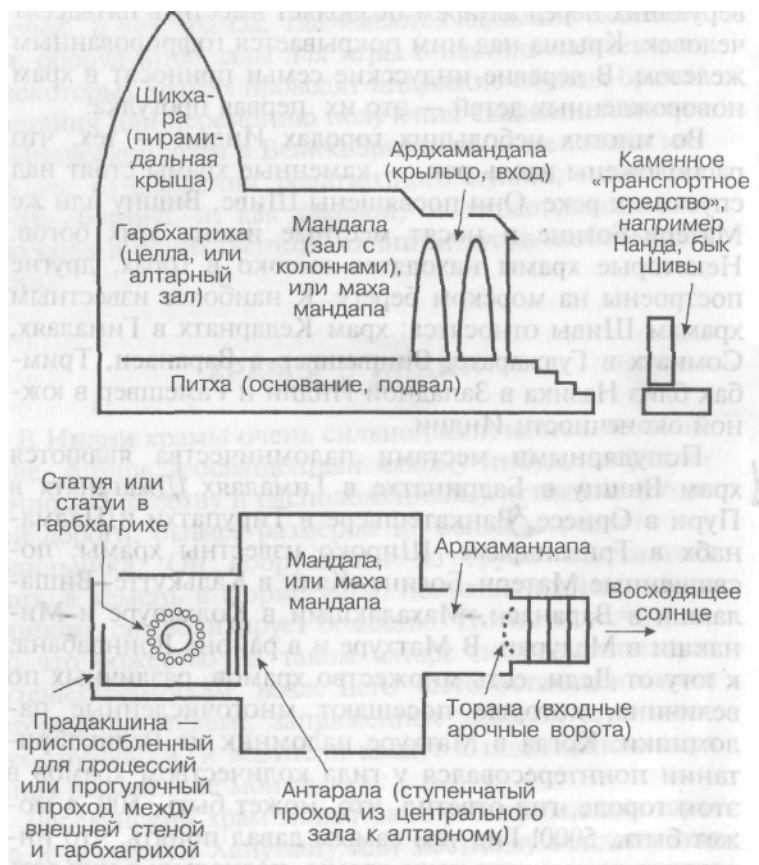 Шикха-
ра
(пирами-
дальная
крыша)
Ардхамандапа
(крыльцо, вход)
Каменное
«транспортное
средство»,
например
Нанда, бык
Шивы
Гарбхагриха
(целла, или
алтарный
зал)
Мандапа
(зал с
колоннами),
или маха
мандапа
Питха (основание, подвал)
Статуя или
статуи в
гарбхагрихе
Мандапа,
или маха
мандапа
Ардхамандапа
Восходящее
солнце
Торана (входные
арочные ворота)
Прадакшина —
приспособленный
для процессий
или прогулочный
проход между
внешней стеной
и гарбхагрихой
Антарала (ступенчатый
проход из центрального
зала к алтарному)